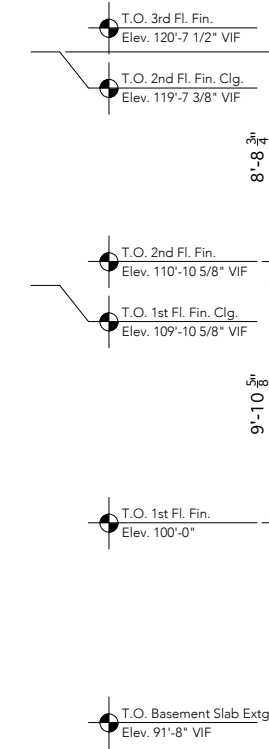 T.O. 3rd Fl. Fin.
Elev. 120'-7 1/2" VIF
T.O. 2nd Fl. Fin. Clg.
Elev. 119'-7 3/8" VIF
8'-8 3/4"
T.O. 2nd Fl. Fin.
Elev. 110'-10 5/8" VIF
T.O. 1st Fl. Fin. Clg.
Elev. 109'-10 5/8" VIF
9'-10 5/8"
T.O. 1st Fl. Fin.
Elev. 100'-0"
T.O. Basement Slab Extg
Elev. 91'-8" VIF